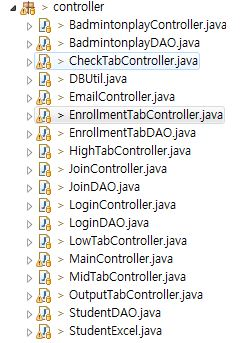 > controller
> BadmintonplayController.java
> BadmintonplayDAO.java
> CheckTabController.java
> DBUtil.java
> EmailController.java
> EnrollmentTabController.java
> EnrollmentTabDAO.java
> HighTabController.java
> JoinController.java
> JoinDAO.java
> LoginController.java
> LoginDAO.java
> LowTabController.java
> MainController.java
> MidTabController.java
> OutputTabController.java
> StudentDAO.java
> StudentExcel.java